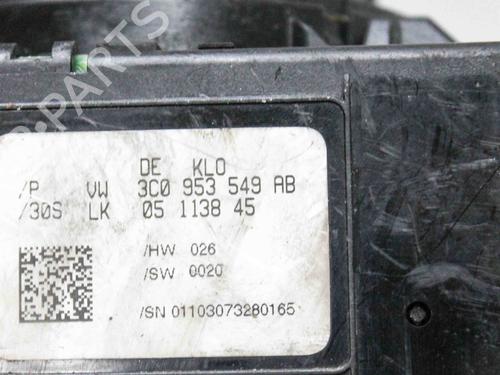 DE KLO
/P VW 3C0 953 549 AB
/30S LK 05 1138 45
/HW 026
/SW 0020
/SN 01103073280165